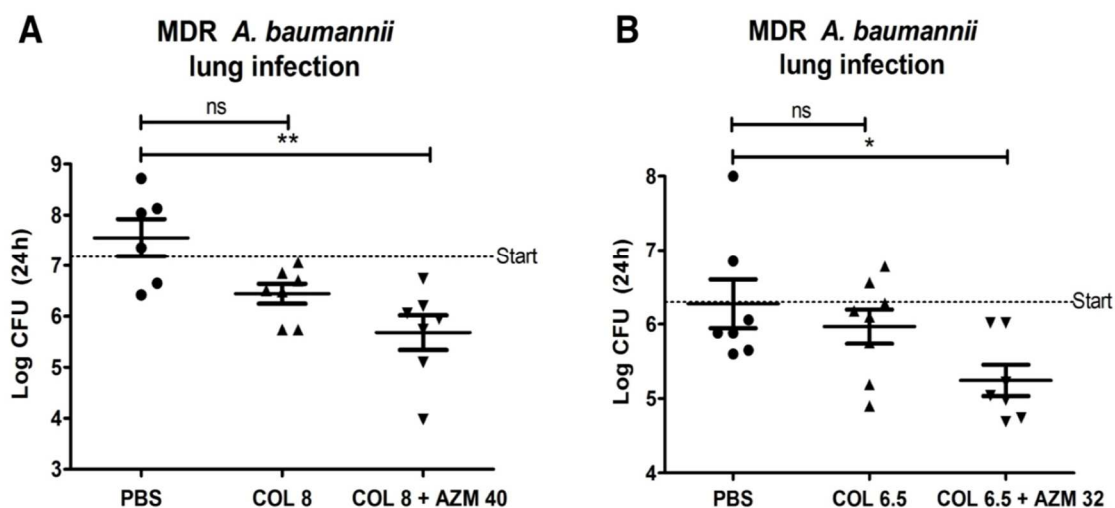 A
MDR A. baumannii
lung infection
ns
**
9
8
7
6
5
4
3
Log CFU (24h)
Start
PBS
COL 8
COL 8 + AZM 40
B
MDR A. baumannii
lung infection
ns
*
8
7
6
5
4
Log CFU (24h)
Start
PBS
COL 6.5
COL 6.5 + AZM 32